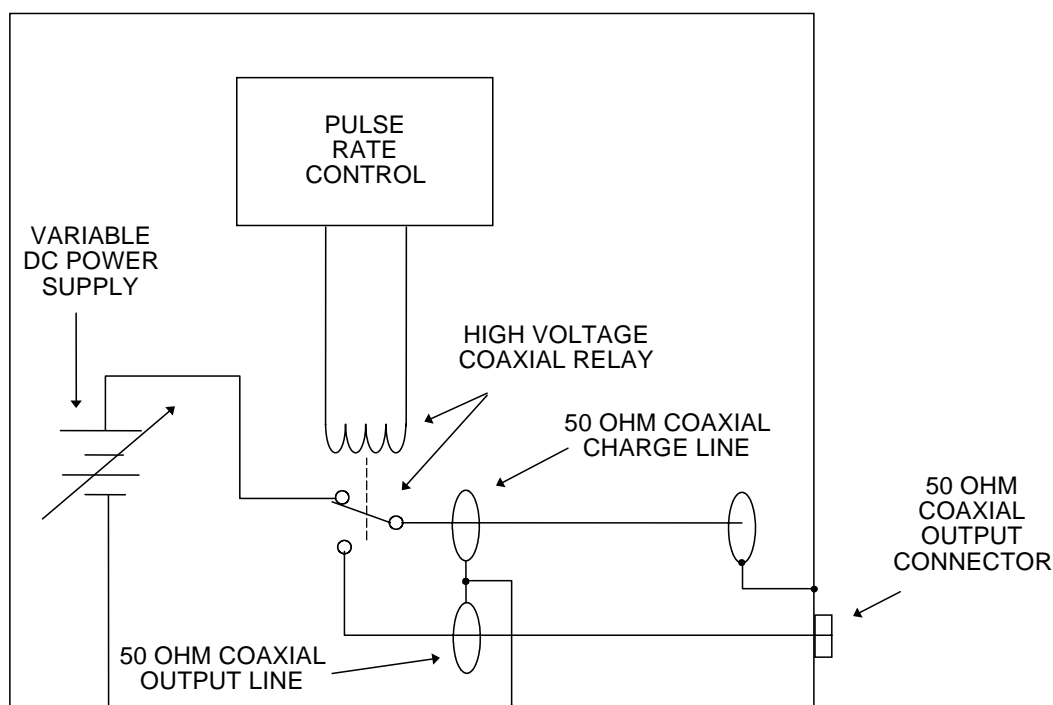 PULSE
RATE
CONTROL
VARIABLE
DC POWER
SUPPLY
HIGH VOLTAGE
COAXIAL RELAY
50 OHM COAXIAL
CHARGE LINE
50 OHM
COAXIAL
OUTPUT
CONNECTOR
50 OHM COAXIAL
OUTPUT LINE